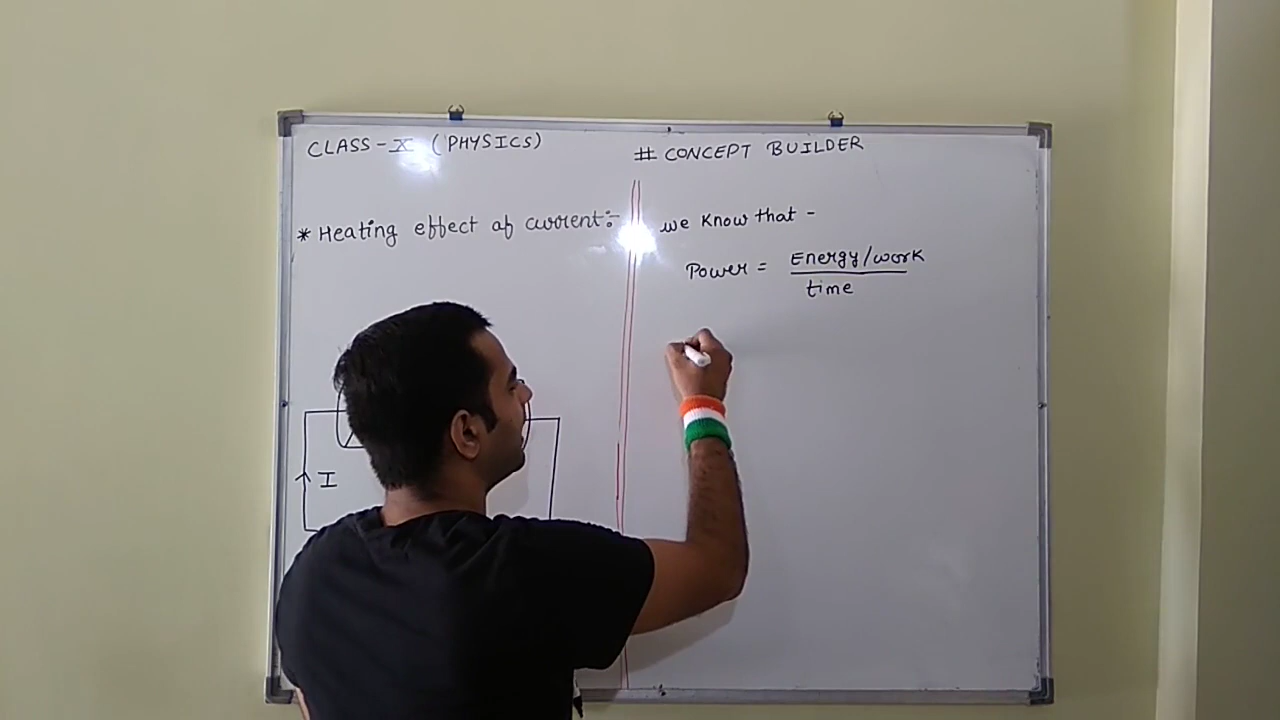 CLASS-X (PHYSICS)
# CONCEPT BUILDER
* Heating effect of current:-
I
we Know that -
Power = Energy/work
time